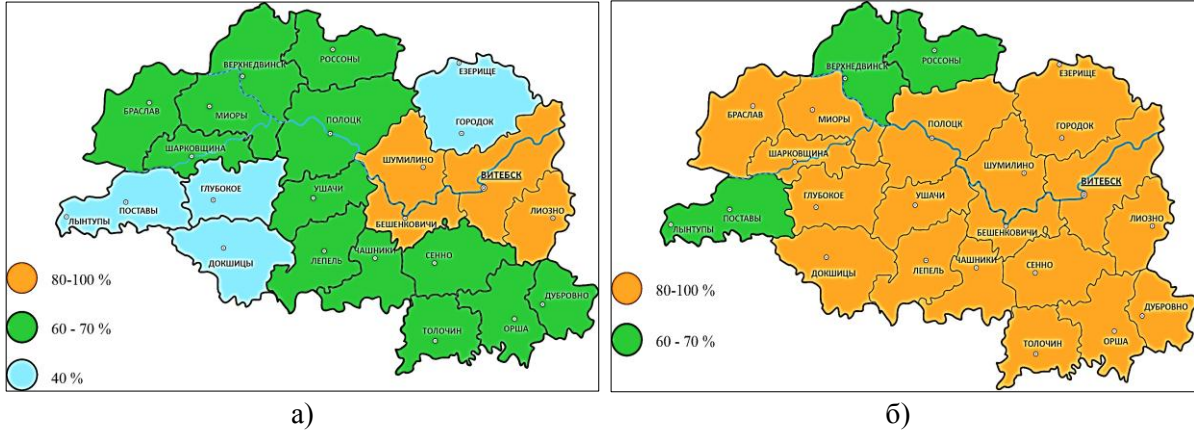 ВЕРХНЕДВИНСК
РОССОНЫ
ЕЗЕРИЩЕ
БРАСЛАВ
МИОРЫ
ПОЛОЦК
ГОРОДОК
ШАРКОВЩИНА
ШУМИЛИНО
ВИТЕБСК
ГЛУБОКОЕ
УШАЧИ
ЛЫНТУПЫ
ПОСТАВЫ
БЕШЕНКОВИЧИ
ЛИОЗНО
ДОКШИЦЫ
ЛЕПЕЛЬ
ЧАШНИКИ
СЕННО
ДУБРОВНО
ТОЛОЧИН
ОРША
80-100 %
60 - 70 %
40 %
а)
ВЕРХНЕДВИНСК
РОССОНЫ
ЕЗЕРИЩЕ
БРАСЛАВ
МИОРЫ
ПОЛОЦК
ГОРОДОК
ШАРКОВЩИНА
ШУМИЛИНО
ВИТЕБСК
ГЛУБОКОЕ
УШАЧИ
ЛЫНТУПЫ
ПОСТАВЫ
БЕШЕНКОВИЧИ
ЛИОЗНО
ДОКШИЦЫ
ЛЕПЕЛЬ
ЧАШНИКИ
СЕННО
ДУБРОВНО
ТОЛОЧИН
ОРША
80-100 %
60 - 70 %
б)